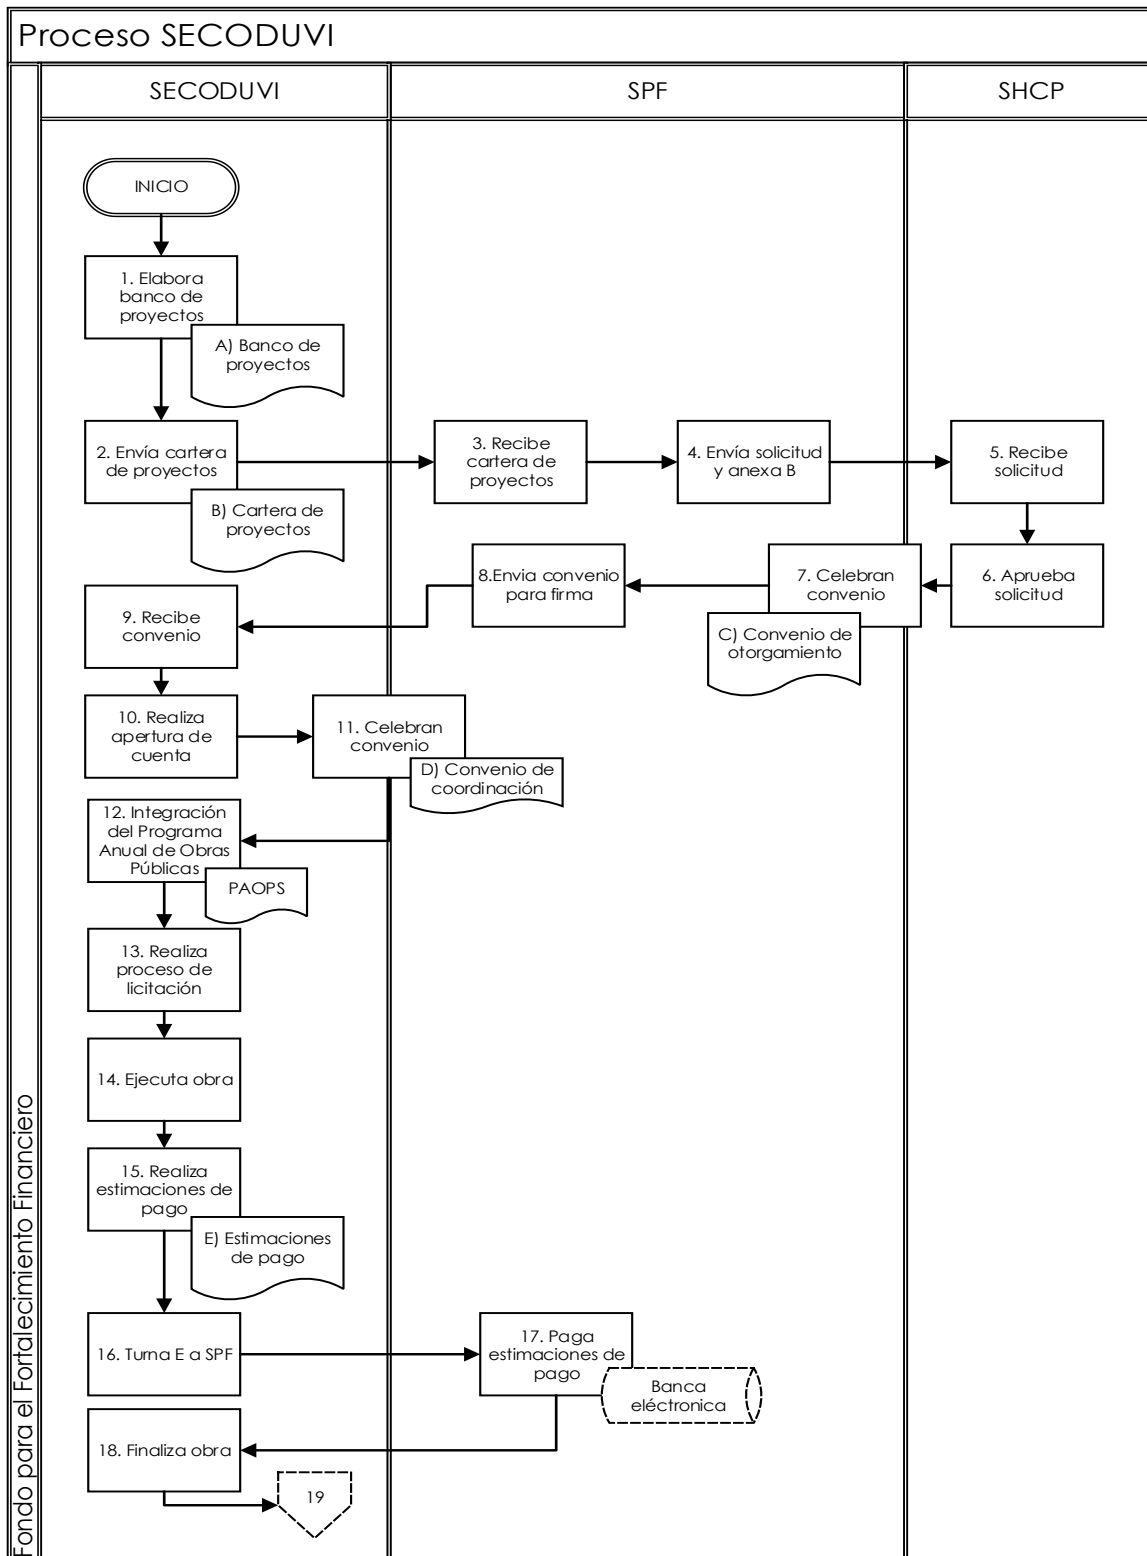 Proceso SECODUVI
SECODUVI
SPF
SHCP
Fondo para el Fortalecimiento Financiero
INICIO
1. Elabora
banco de
proyectos
A) Banco de
proyectos
2. Envía cartera
de proyectos
B) Cartera de
proyectos
3. Recibe
cartera de
proyectos
4. Envía solicitud
y anexa B
5. Recibe
solicitud
6. Aprueba
solicitud
7. Celebran
convenio
C) Convenio de
otorgamiento
8.Envia convenio
para firma
9. Recibe
convenio
10. Realiza
apertura de
cuenta
11. Celebran
convenio
D) Convenio de
coordinación
12. Integración
del Programa
Anual de Obras
Públicas
PAOPS
13. Realiza
proceso de
licitación
14. Ejecuta obra
15. Realiza
estimaciones de
pago
E) Estimaciones
de pago
16. Turna E a SPF
17. Paga
estimaciones de
pago
Banca
eléctronica
18. Finaliza obra
19